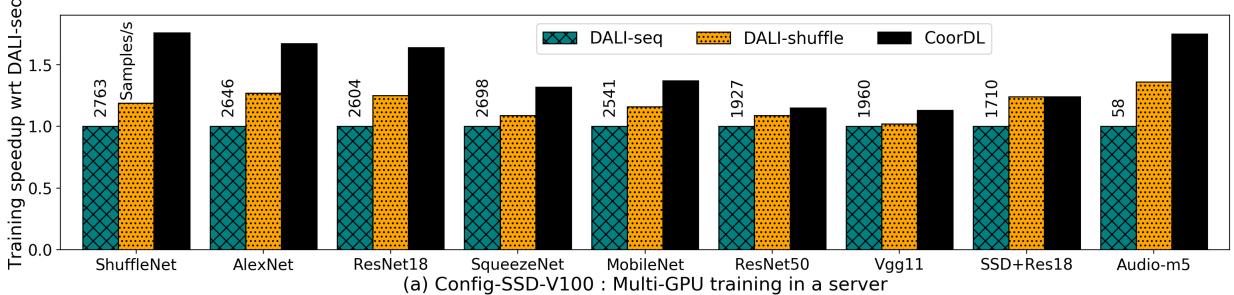 Training speedup wrt DALI-seq
1.5
1.0
0.5
0.0
DALI-seq
DALI-shuffle
CoorDL
2763
Samples/s
2646
2604
2698
2541
1927
1960
1710
58
ShuffleNet
AlexNet
ResNet18
SqueezeNet
MobileNet
ResNet50
Vgg11
SSD+Res18
Audio-m5
(a) Config-SSD-V100 : Multi-GPU training in a server